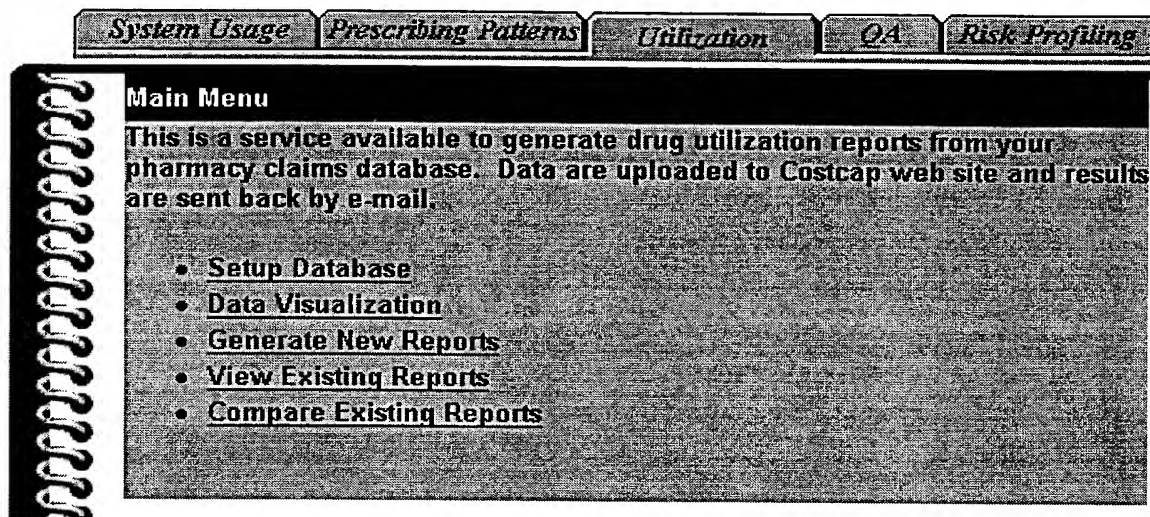 System Usage Prescribing Patterns Utilization QA Risk Profiling
Main Menu
This is a service available to generate drug utilization reports from your
pharmacy claims database. Data are uploaded to Costcap web site and results
are sent back by e-mail.
• Setup Database
• Data Visualization
• Generate New Reports
• View Existing Reports
• Compare Existing Reports